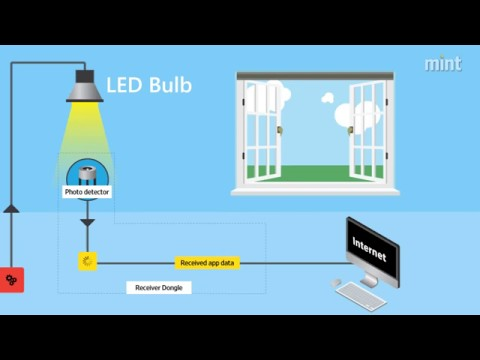 mint
LED Bulb
Photo detector
Internet
Received app data
Receiver Dongle